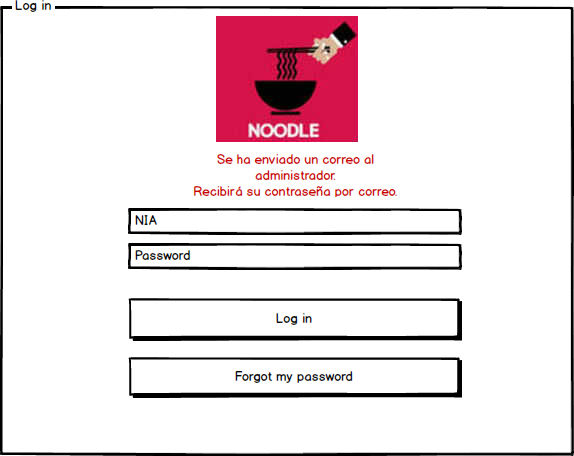 Log in
NOODLE
Se ha enviado un correo al
administrador.
Recibirá su contraseña por correo.
NIA
Password
Log in
Forgot my password